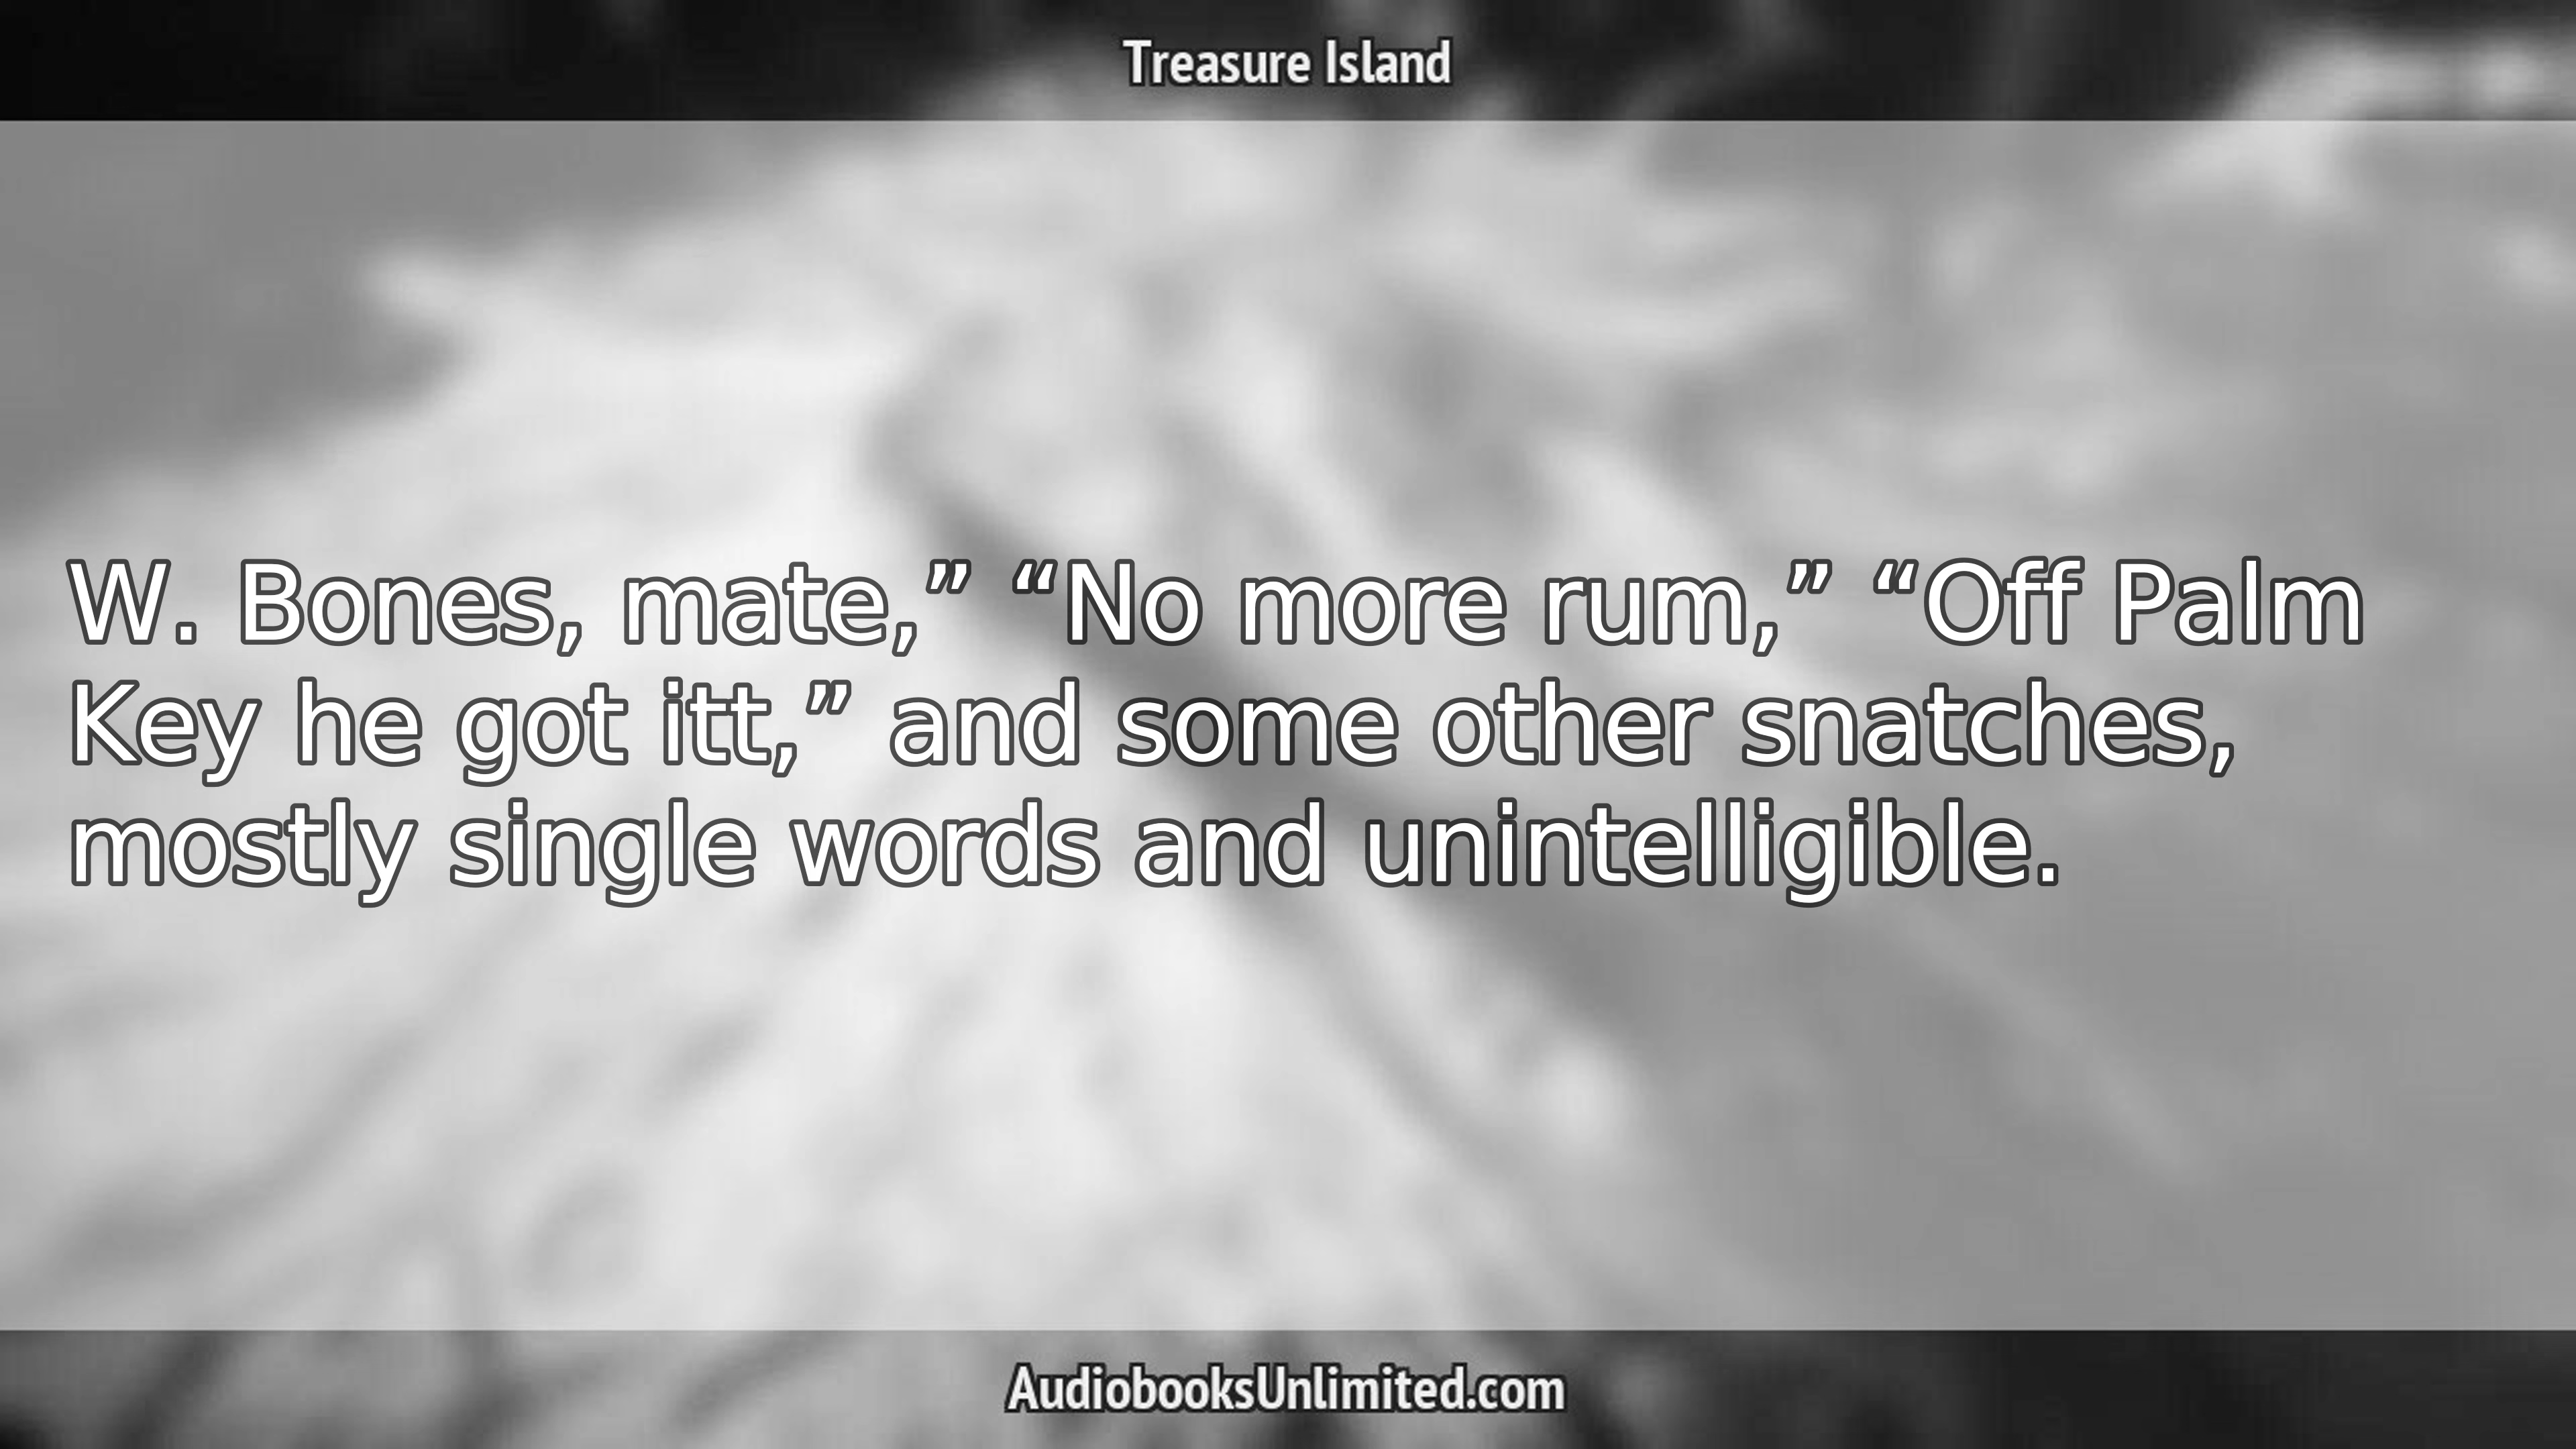 Treasure Island
W. Bones, mate,” “No more rum,” “Off Palm
Key he got itt,” and some other snatches,
mostly single words and unintelligible.
AudiobooksUnlimited.com